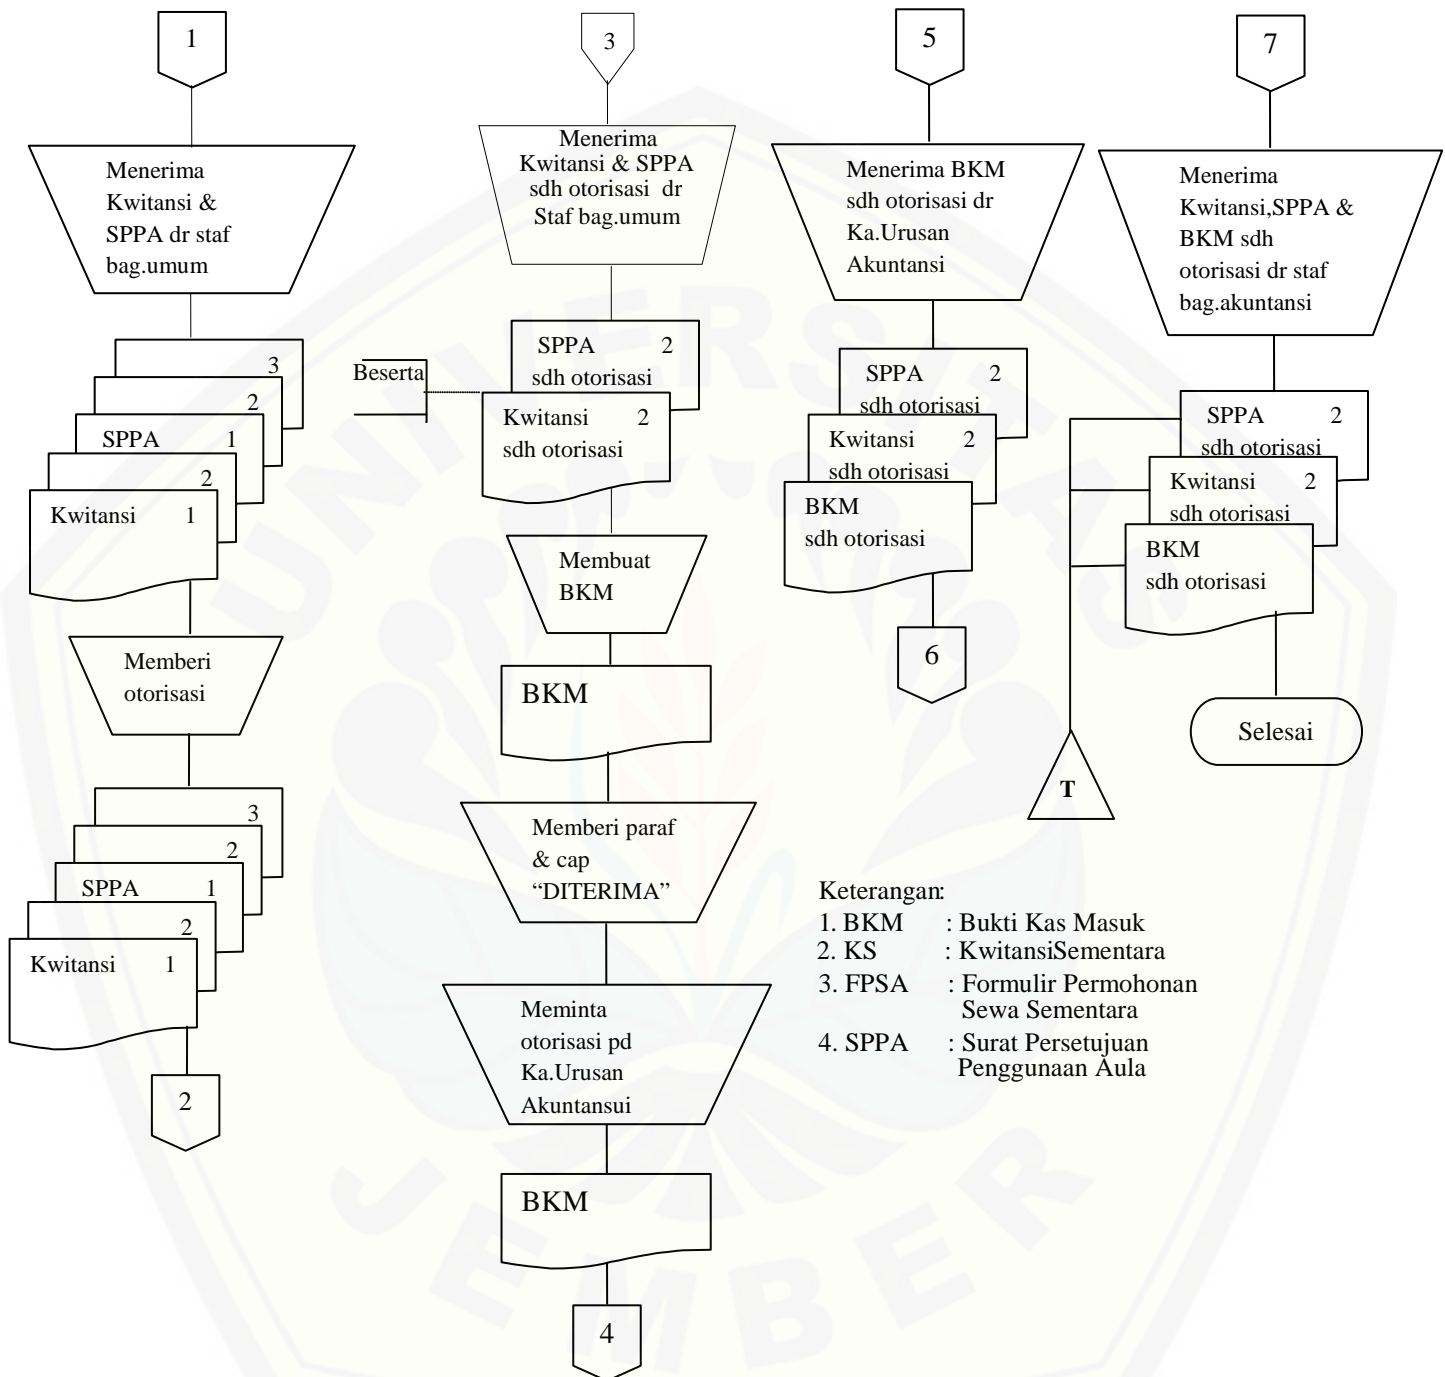 1
Menerima
Kwitansi &
SPPA dr staf
bag.umum
3
2
SPPA 1
2
Kwitansi 1
Memberi
otorisasi
3
2
SPPA 1
2
Kwitansi 1
2
3
Menerima
Kwitansi & SPPA
sdh otorisasi dr
Staf bag.umum
Beserta
SPPA 2
sdh otorisasi
Kwitansi 2
sdh otorisasi
Membuat
BKM
BKM
Memberi paraf
& cap
“DITERIMA”
Meminta
otorisasi pd
Ka.Urusan
Akuntansui
BKM
4
5
Menerima BKM
sdh otorisasi dr
Ka.Urusan
Akuntansi
SPPA 2
sdh otorisasi
Kwitansi 2
sdh otorisasi
BKM
sdh otorisasi
6
7
Menerima
Kwitansi,SPPA &
BKM sdh
otorisasi dr staf
bag.akuntansi
SPPA 2
sdh otorisasi
Kwitansi 2
sdh otorisasi
BKM
sdh otorisasi
Selesai
T
Keterangan:
1. BKM : Bukti Kas Masuk
2. KS : KwitansiSementara
3. FPSA : Formulir Permohonan
Sewa Sementara
4. SPPA : Surat Persetujuan
Penggunaan Aula
UNIVERSITAS
JEMBER